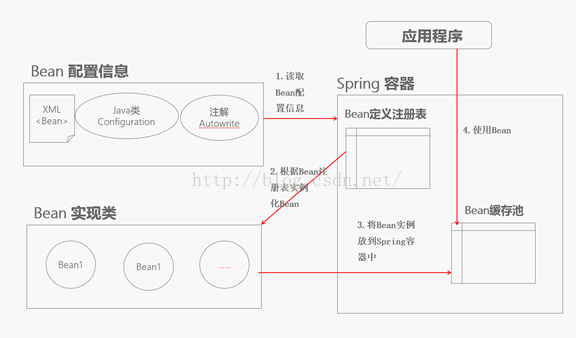 应用程序
Bean 配置信息
1.读取
Bean配
置信息
Spring 容器
XML
<Bean>
Java类
Configuration
注解
Autowrite
Bean定义注册表
4.使用Bean
2.根据Bean注
册表实例
化Bean
http://blog.csdn.net/
Bean 实现类
Bean缓存池
3.将Bean实例
放到Spring容
器中
Bean1
Bean1
......